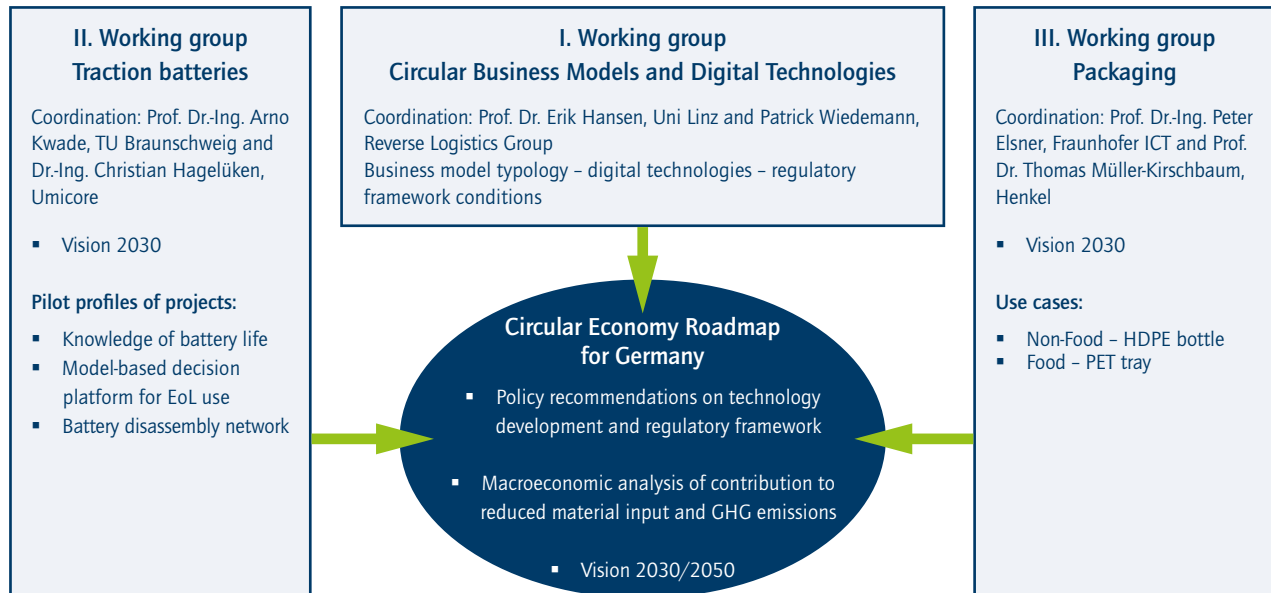 II. Working group
Traction batteries
Coordination: Prof. Dr.-Ing. Arno
Kwade, TU Braunschweig and
Dr.-Ing. Christian Hagelüken,
Umicore
▪ Vision 2030
Pilot profiles of projects:
▪ Knowledge of battery life
▪ Model-based decision
platform for EoL use
▪ Battery disassembly network
I. Working group
Circular Business Models and Digital Technologies
Coordination: Prof. Dr. Erik Hansen, Uni Linz and Patrick Wiedemann,
Reverse Logistics Group
Business model typology – digital technologies – regulatory
framework conditions
III. Working group
Packaging
Coordination: Prof. Dr.-Ing. Peter
Elsner, Fraunhofer ICT and Prof.
Dr. Thomas Müller-Kirschbaum,
Henkel
▪ Vision 2030
Use cases:
▪ Non-Food – HDPE bottle
▪ Food – PET tray
Circular Economy Roadmap
for Germany
▪ Policy recommendations on technology
development and regulatory framework
▪ Macroeconomic analysis of contribution to
reduced material input and GHG emissions
▪ Vision 2030/2050